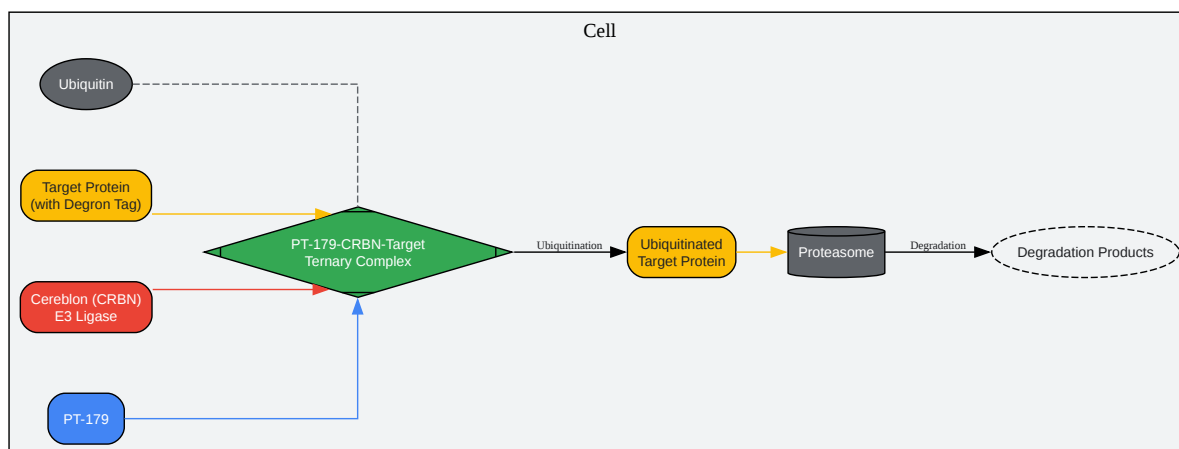 Cell
Ubiquitin
Target Protein
(with Degron Tag)
Cereblon (CRBN)
E3 Ligase
PT-179
PT-179-CRBN-Target
Ternary Complex
Ubiquitination
Ubiquitinated
Target Protein
Proteasome
Degradation
Degradation Products